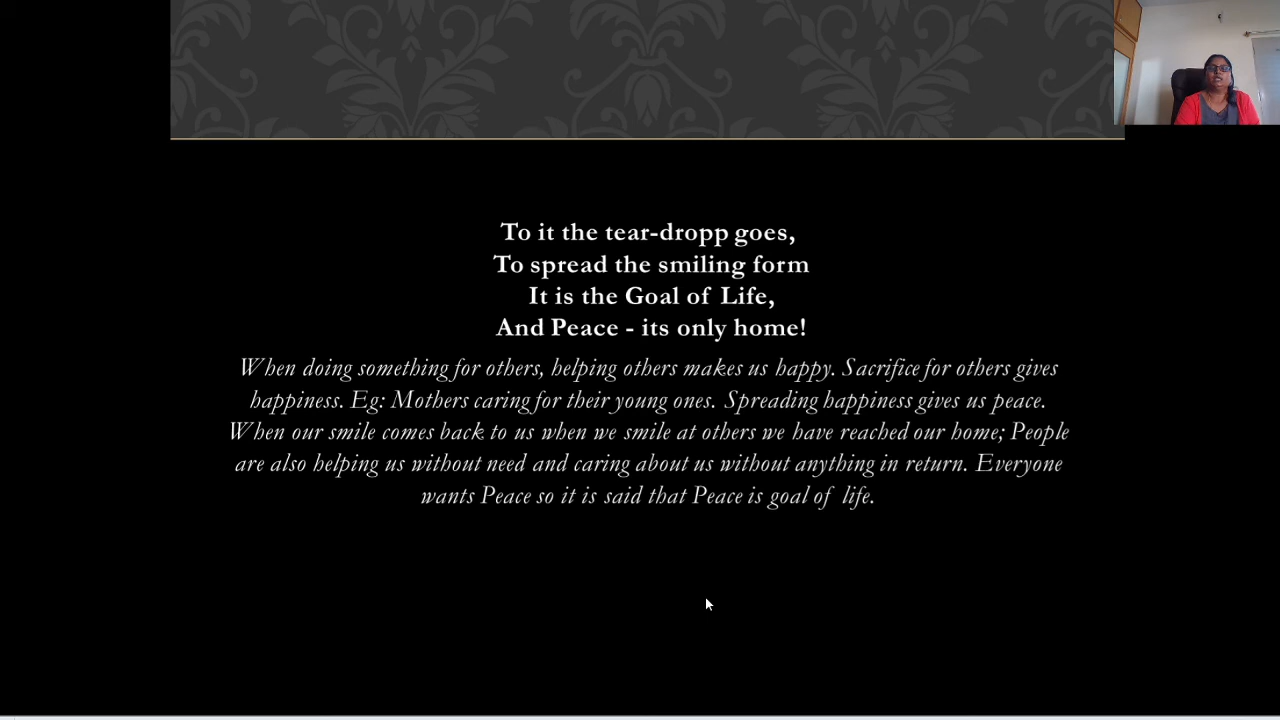 To it the tear-dropp goes,
To spread the smiling form
It is the Goal of Life,
And Peace - its only home!
When doing something for others, helping others makes us happy. Sacrifice for others gives
happiness. Eg: Mothers caring for their young ones. Spreading happiness gives us peace.
When our smile comes back to us when we smile at others we have reached our home; People
are also helping us without need and caring about us without anything in return. Everyone
wants Peace so it is said that Peace is goal of life.